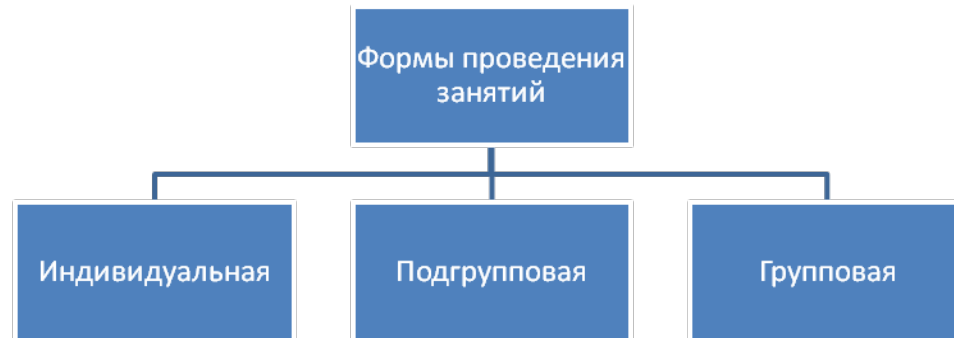 Формы проведения
занятий
Индивидуальная
Подгрупповая
Групповая